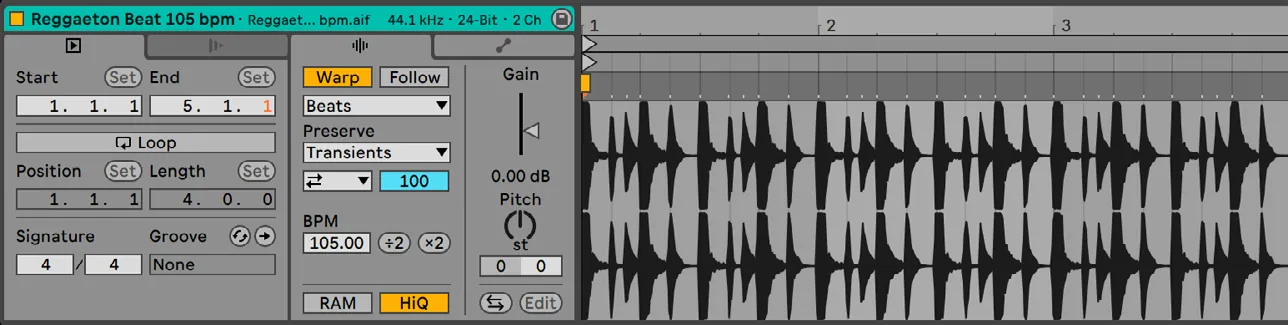 Reggaeton Beat 105 bpm · Reggaet... bpm.aif 44.1 kHz · 24-Bit · 2 Ch
1 2 3
Start Set End Set
1. 1. 1 5. 1. 1
Loop
Position Set Length Set
1. 1. 1 4. 0. 0
Signature Groove
4 / 4 None
Warp Follow
Beats
Preserve
Transients
100
BPM
105.00 ÷2 ×2
RAM HiQ
Gain
0.00 dB
Pitch
st
0 0
Edit